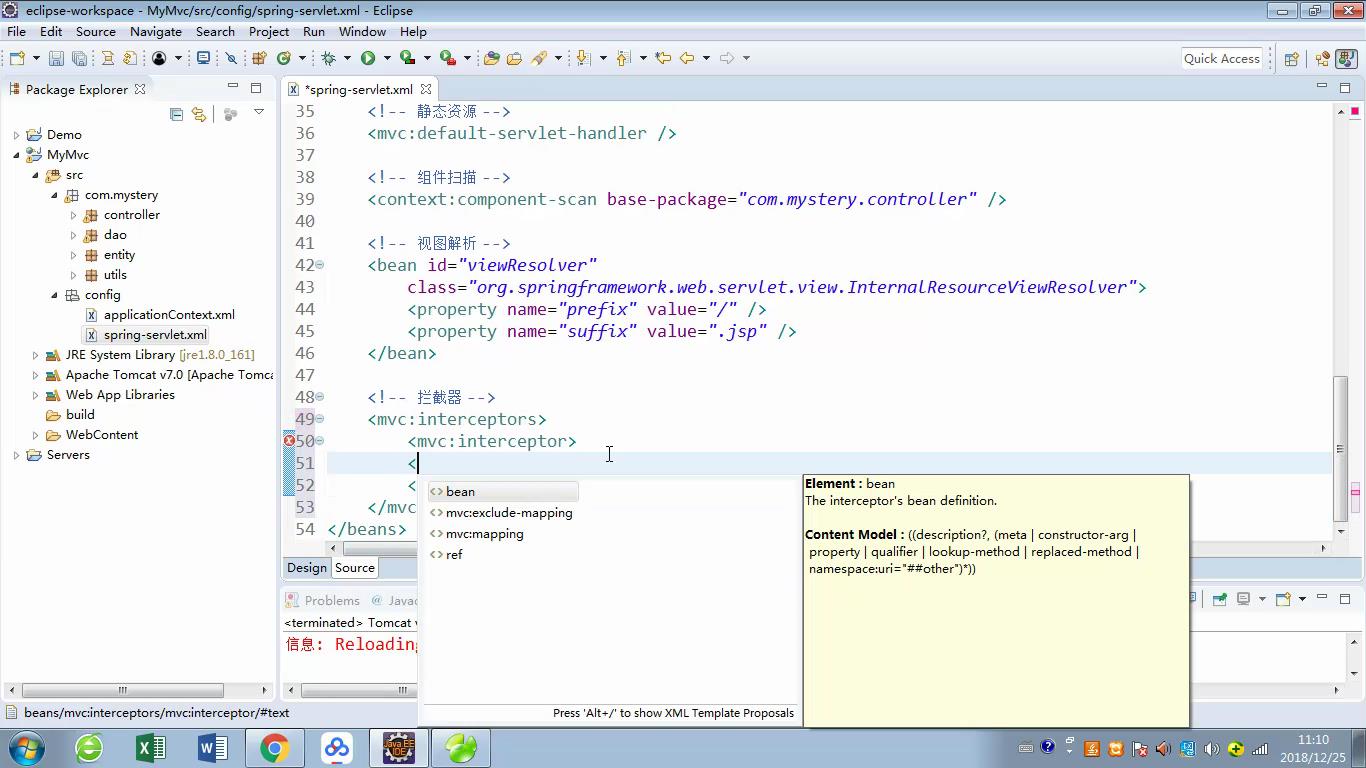 eclipse-workspace - MyMvc/src/config/spring-servlet.xml - Eclipse
File Edit Source Navigate Search Project Run Window Help
Quick Access
Package Explorer
*spring-servlet.xml
Demo
MyMvc
src
com.mystery
controller
dao
entity
utils
config
applicationContext.xml
spring-servlet.xml
JRE System Library [jre1.8.0_161]
Apache Tomcat v7.0 [Apache Tomca
Web App Libraries
build
WebContent
Servers
35 <!-- 静态资源 -->
36 <mvc:default-servlet-handler />
37
38 <!-- 组件扫描 -->
39 <context:component-scan base-package="com.mystery.controller" />
40
41 <!-- 视图解析 -->
42 <bean id="viewResolver"
43 class="org.springframework.web.servlet.view.InternalResourceViewResolver">
44 <property name="prefix" value="/" />
45 <property name="suffix" value=".jsp" />
46 </bean>
47
48 <!-- 拦截器 -->
49 <mvc:interceptors>
50 <mvc:interceptor>
51 <
52 <
53 </mvc
54 </beans>
bean
mvc:exclude-mapping
mvc:mapping
ref
Press 'Alt+/' to show XML Template Proposals
Element : bean
The interceptor's bean definition.
Content Model : ((description?, (meta | constructor-arg |
property | qualifier | lookup-method | replaced-method |
namespace:uri="##other")*))
Design Source
Problems @ Javac
<terminated> Tomcat v
信息: Reloading
beans/mvc:interceptors/mvc:interceptor/#text
Java EE
IDE
11:10
2018/12/25